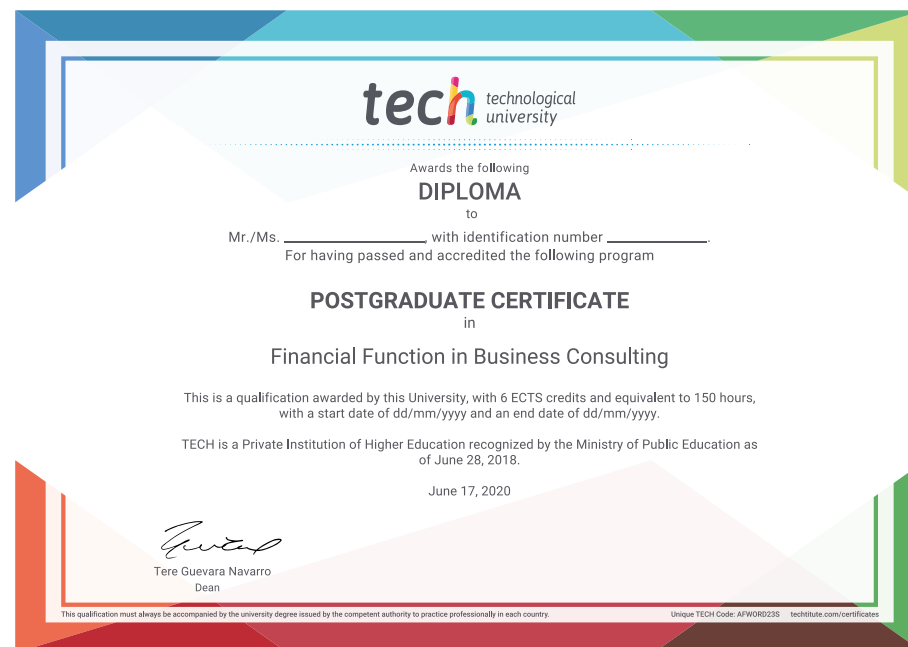 tech technological
university
Awards the following
DIPLOMA
to
Mr./Ms. ____________________, with identification number ______________.
For having passed and accredited the following program
POSTGRADUATE CERTIFICATE
in
Financial Function in Business Consulting
This is a qualification awarded by this University, with 6 ECTS credits and equivalent to 150 hours,
with a start date of dd/mm/yyyy and an end date of dd/mm/yyyy.
TECH is a Private Institution of Higher Education recognized by the Ministry of Public Education as
of June 28, 2018.
June 17, 2020
Tere Guevara Navarro
Dean
This qualification must always be accompanied by the university degree issued by the competent authority to practice professionally in each country.
Unique TECH Code: AFWORD23S techtitute.com/certificates